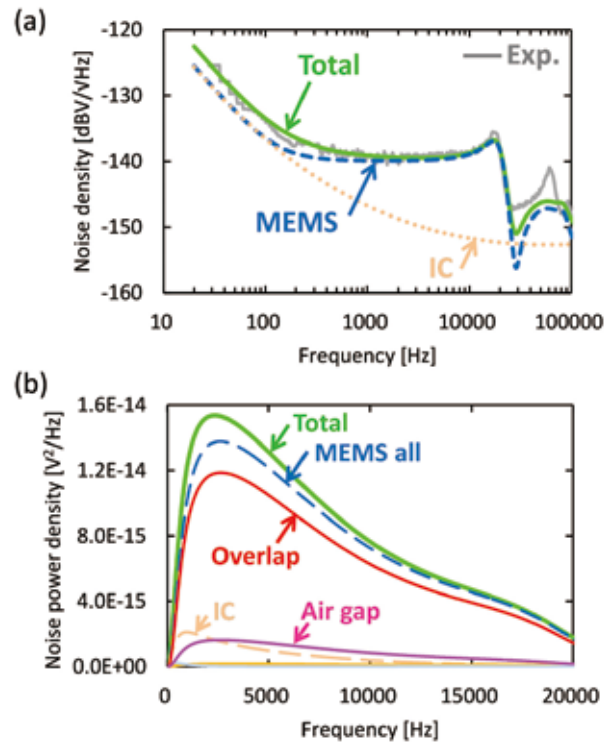 (a)
-120
-130
-140
-150
-160
Noise density [dBV/√Hz]
Total
Exp.
MEMS
IC
10
100
1000
10000
100000
Frequency [Hz]
(b)
1.6E-14
1.2E-14
8.0E-15
4.0E-15
0.0E+00
Noise power density [V²/Hz]
Total
MEMS all
Overlap
IC
Air gap
0
5000
10000
15000
20000
Frequency [Hz]